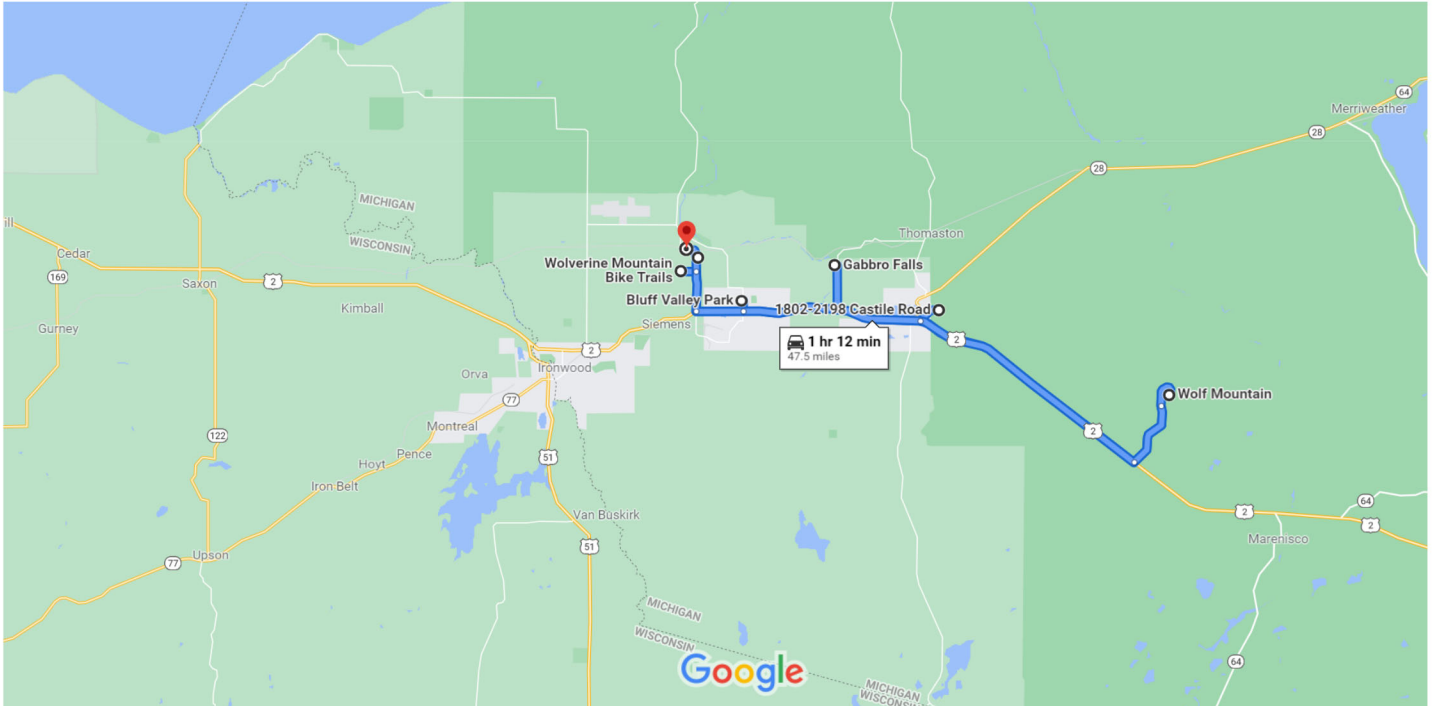 64
Merriweather
28
28
MICHIGAN
WISCONSIN
ill
Cedar
Thomaston
169
Saxon
2
Wolverine Mountain
Bike Trails
Gabbro Falls
Kimball
Bluff Valley Park
1802-2198 Castile Road
Gurney
Siemens
2
1 hr 12 min
47.5 miles
2
Ironwood
Orva
77
Wolf Mountain
122
Montreal
2
Hoyt
Pence
51
Iron Belt
64
Van Buskirk
2
2
51
Marenisco
77
Upson
MICHIGAN
WISCONSIN
Google
64
MICHIGAN
WISCONSIN